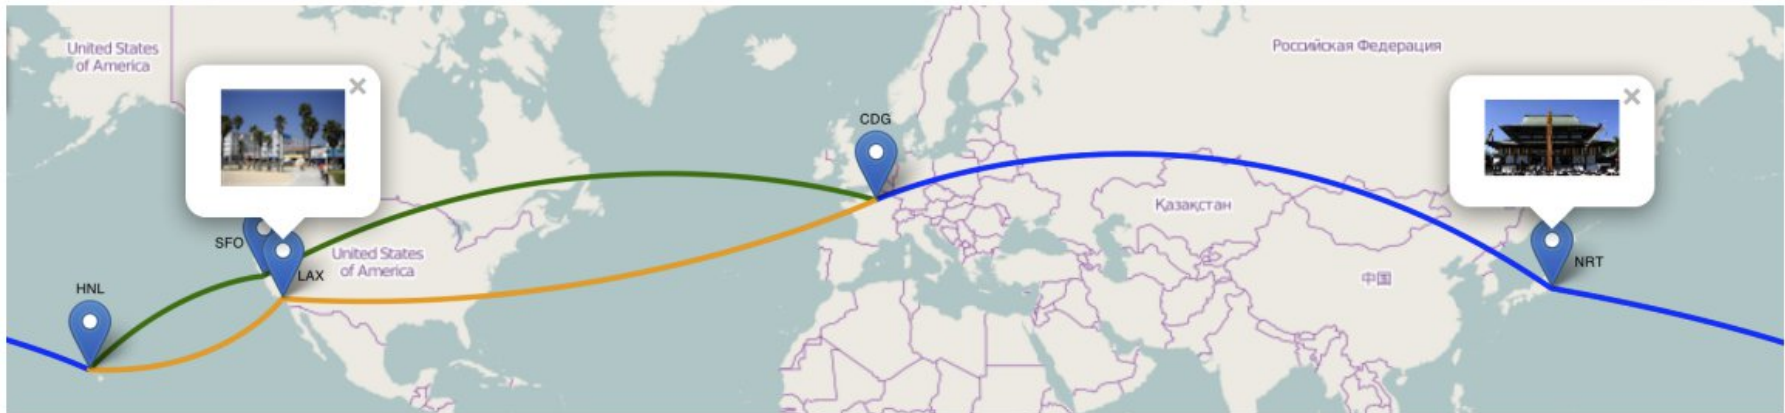 United States
of America
Российская Федерация
CDG
Қазақстан
SFO
United States
of America
LAX
NRT
中国
HNL